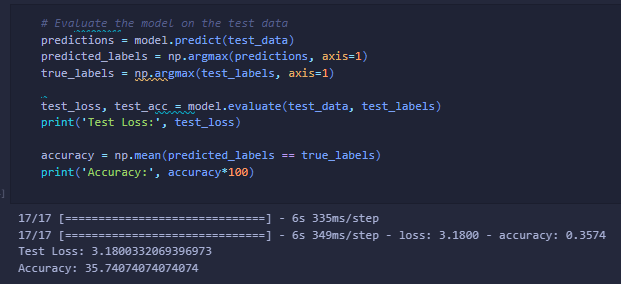 # Evaluate the model on the test data
predictions = model.predict(test_data)
predicted_labels = np.argmax(predictions, axis=1)
true_labels = np.argmax(test_labels, axis=1)
test_loss, test_acc = model.evaluate(test_data, test_labels)
print('Test Loss:', test_loss)
accuracy = np.mean(predicted_labels == true_labels)
print('Accuracy:', accuracy*100)
]
17/17 [==============================] - 6s 335ms/step
17/17 [==============================] - 6s 349ms/step - loss: 3.1800 - accuracy: 0.3574
Test Loss: 3.1800332069396973
Accuracy: 35.74074074074074